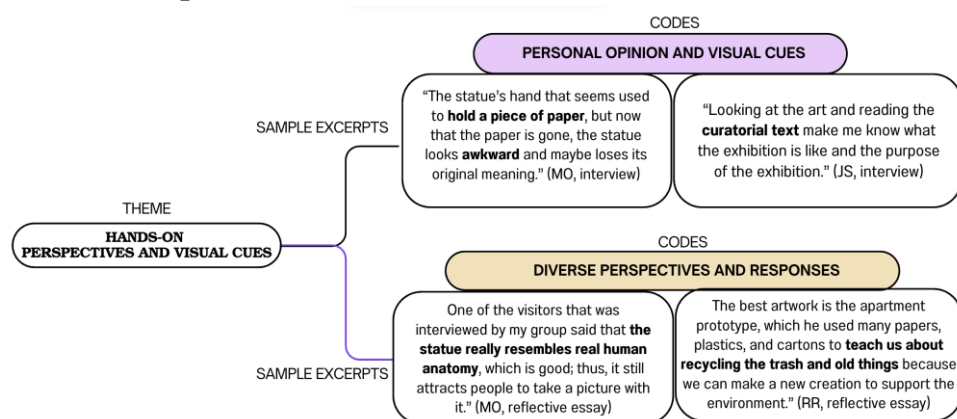 CODES
PERSONAL OPINION AND VISUAL CUES
SAMPLE EXCERPTS
“The statue’s hand that seems used
to hold a piece of paper, but now
that the paper is gone, the statue
looks awkward and maybe loses its
original meaning.” (MO, interview)
“Looking at the art and reading the
curatorial text make me know what
the exhibition is like and the purpose
of the exhibition.” (JS, interview)
THEME
HANDS-ON
PERSPECTIVES AND VISUAL CUES
CODES
DIVERSE PERSPECTIVES AND RESPONSES
SAMPLE EXCERPTS
One of the visitors that was
interviewed by my group said that the
statue really resembles real human
anatomy, which is good; thus, it still
attracts people to take a picture with
it.” (MO, reflective essay)
The best artwork is the apartment
prototype, which he used many papers,
plastics, and cartons to teach us about
recycling the trash and old things because
we can make a new creation to support the
environment.” (RR, reflective essay)